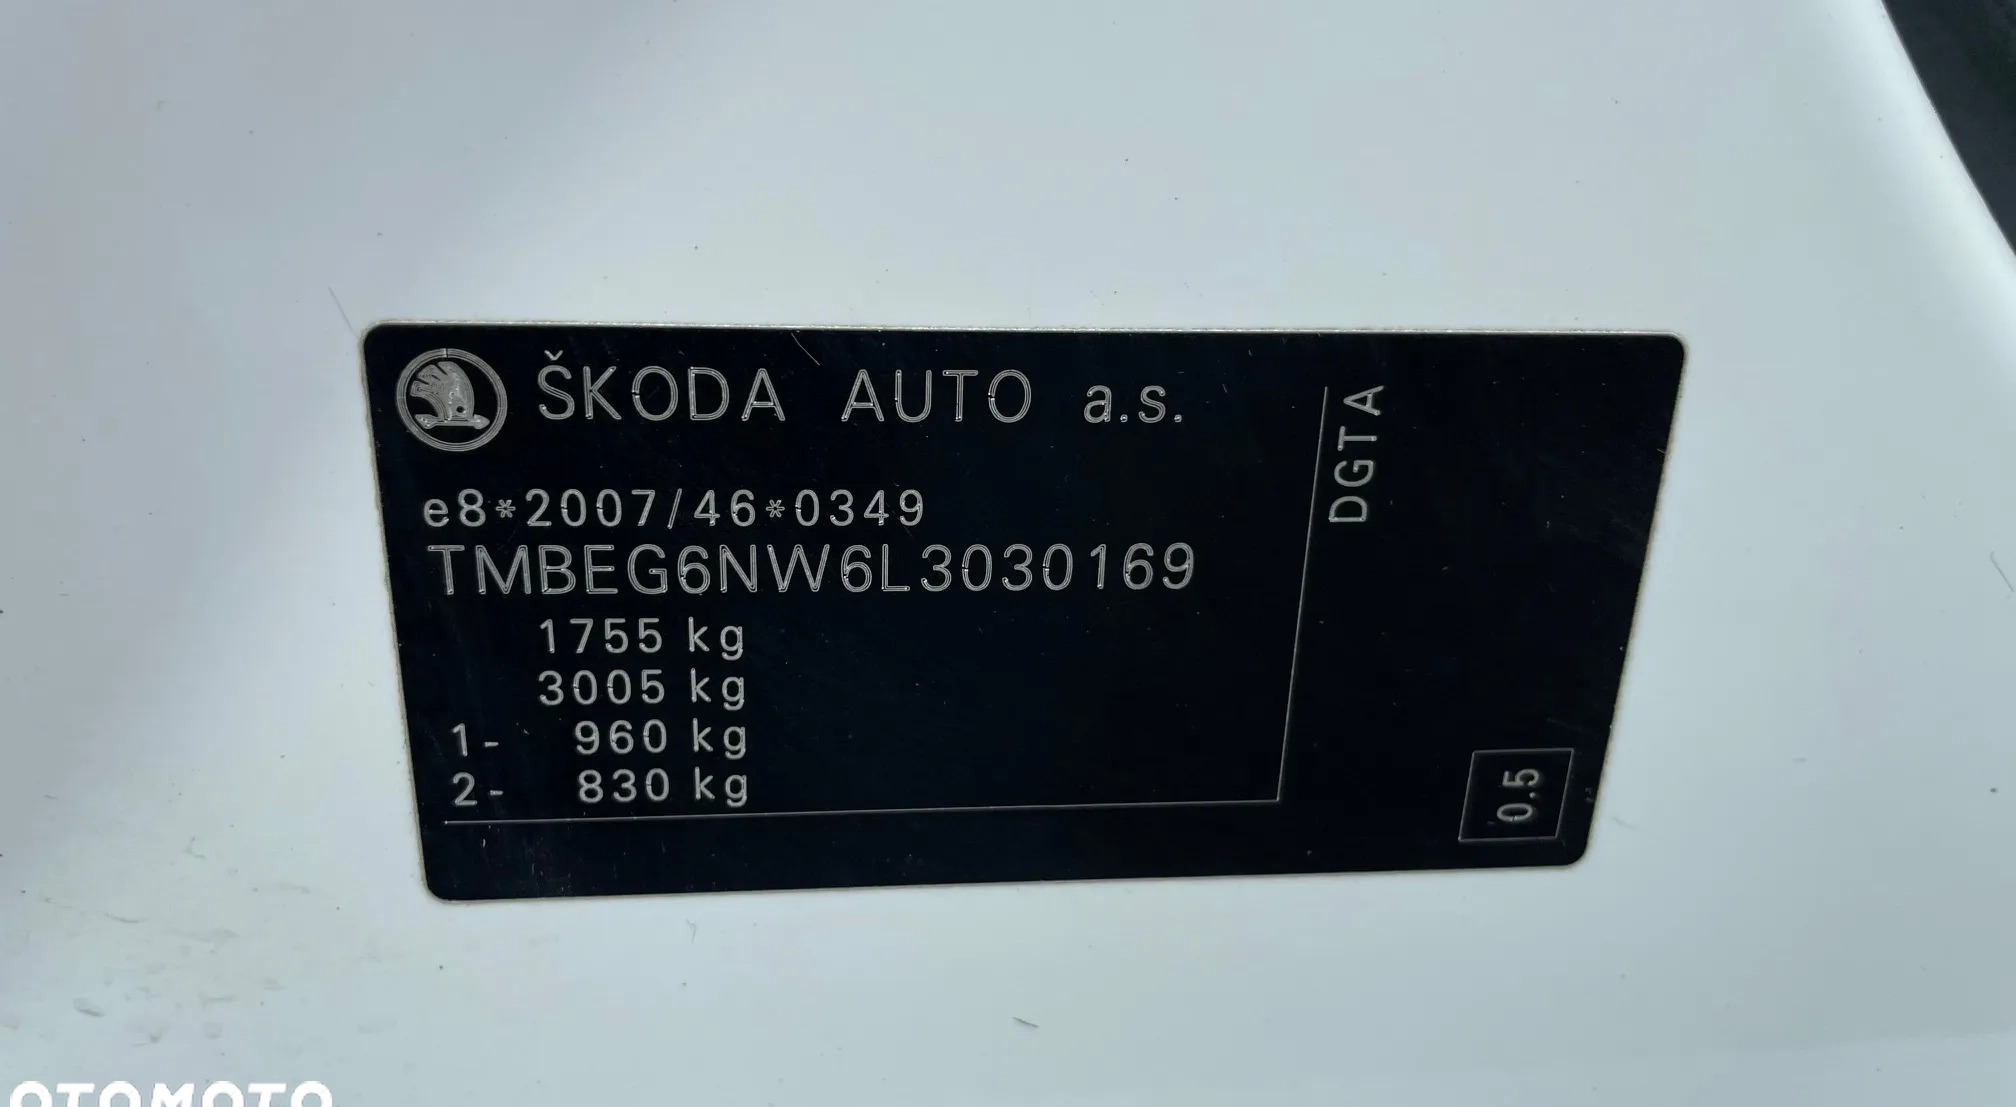 ŠKODA AUTO a.s.
e8*2007/46*0349
TMBEG6NW6L3030169
1755 kg
3005 kg
1- 960 kg
2- 830 kg
DGTA
0.5
OTOMOTO